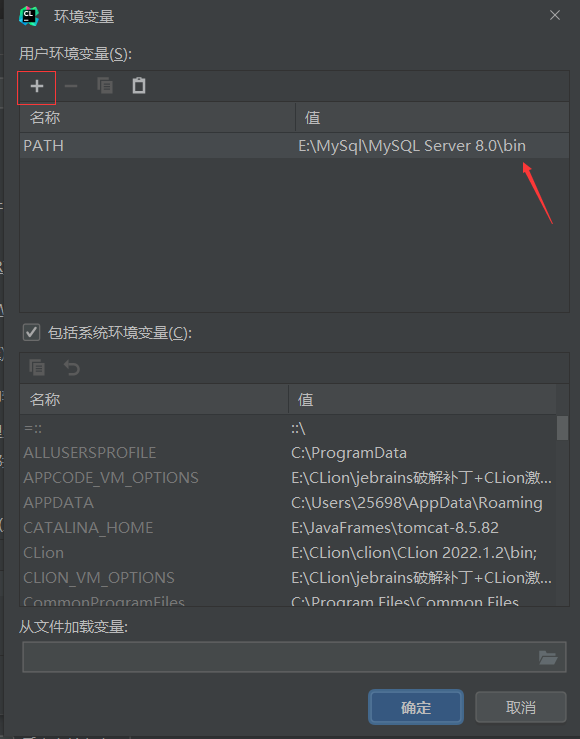 CL
环境变量
用户环境变量(S):
名称 值
PATH E:\MySql\MySQL Server 8.0\bin
包括系统环境变量(C):
名称 值
=:: ::\
ALLUSERSPROFILE C:\ProgramData
APPCODE_VM_OPTIONS E:\CLion\jebrains破解补丁+CLion激...
APPDATA C:\Users\25698\AppData\Roaming
CATALINA_HOME E:\JavaFrames\tomcat-8.5.82
CLion E:\CLion\clion\CLion 2022.1.2\bin;
CLION_VM_OPTIONS E:\CLion\jebrains破解补丁+CLion激...
CommonProgramFiles C:\Program Files\Common Files
从文件加载变量:
确定 取消